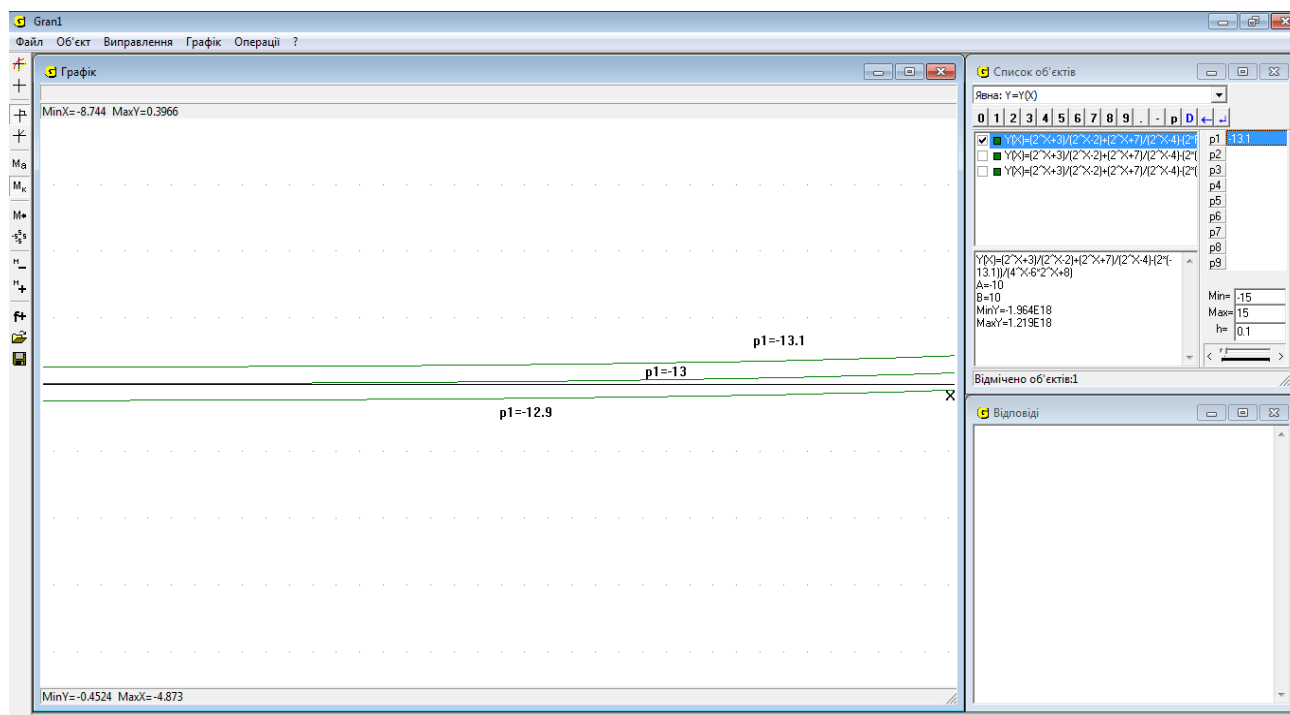 Gran1
Файл Об'єкт Виправлення Графік Операції ?
Графік
MinX=-8.744 MaxY=0.3966
p1=-13.1
p1=-13
X
p1=-12.9
MinY=-0.4524 MaxX=-4.873
Ma
Mк
M
-5 5 5 -5
M
M
f+
Список об'єктів
Явна: Y=Y(X)
0 1 2 3 4 5 6 7 8 9 . - p D
Y(X)=(2^X+3)/(2^X-2)+(2^X+7)/(2^X-4)-(2*
Y(X)=(2^X+3)/(2^X-2)+(2^X+7)/(2^X-4)-(2*(
Y(X)=(2^X+3)/(2^X-2)+(2^X+7)/(2^X-4)-(2*(
p1 -13.1
p2
p3
p4
p5
p6
p7
p8
p9
Y(X)=(2^X+3)/(2^X-2)+(2^X+7)/(2^X-4)-(2*(-
13.1))/(4^X-6*2^X+8)
A=-10
B=10
MinY=-1.964E18
MaxY=1.219E18
Min= -15
Max= 15
h= 0.1
Відмічено об'єктів:1
Відповіді